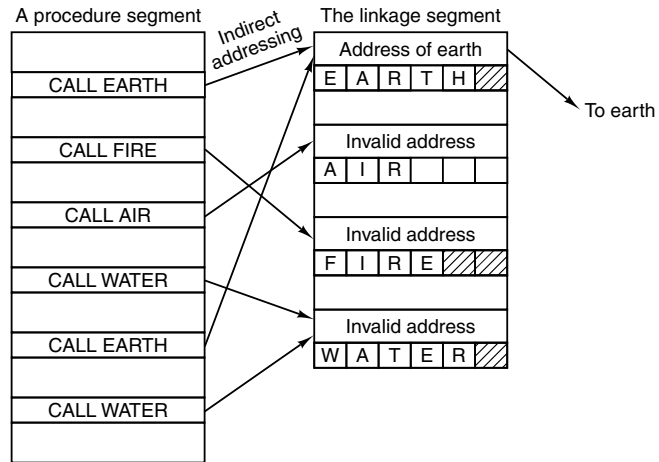 A procedure segment
CALL EARTH
CALL FIRE
CALL AIR
CALL WATER
CALL EARTH
CALL WATER
Indirect
addressing
The linkage segment
Address of earth
E A R T H
Invalid address
A I R
Invalid address
F I R E
Invalid address
W A T E R
To earth